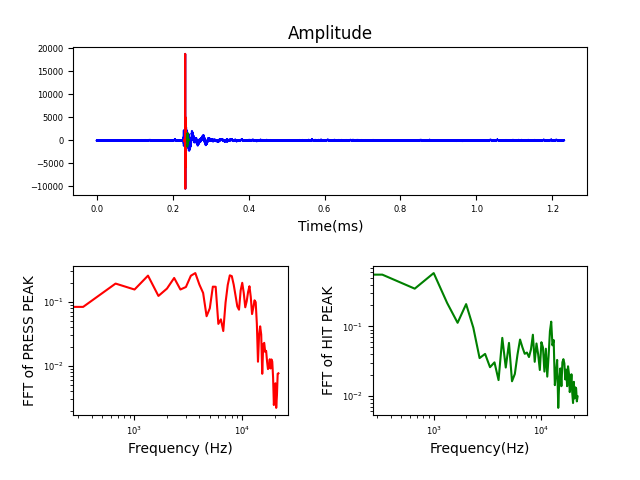 Amplitude
20000
15000
10000
5000
0
−5000
−10000
0.0 0.2 0.4 0.6 0.8 1.0 1.2
Time(ms)
FFT of PRESS PEAK
10⁻¹
10⁻²
10³ 10⁴
Frequency (Hz)
FFT of HIT PEAK
10⁻¹
10⁻²
10³ 10⁴
Frequency(Hz)